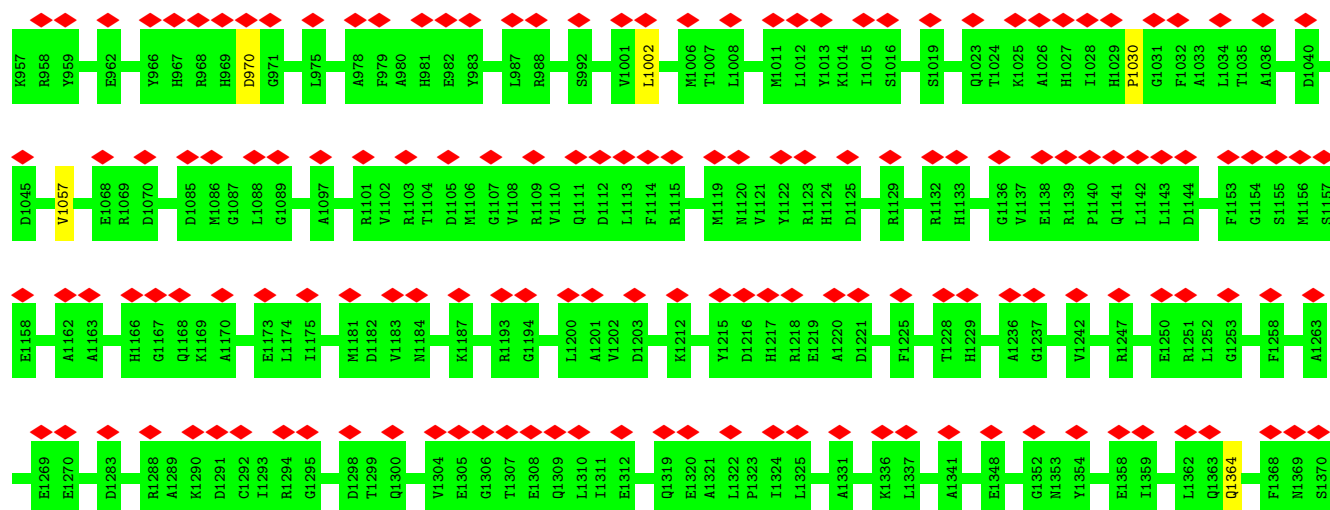 K957 R958 Y959 E962 Y966 H967 R968 H969 D970 G971 L975 A978 F979 A980 H981 E982 Y983 L987 R988 S992 V1001 L1002 M1006 T1007 L1008 M1011 L1012 Y1013 K1014 I1015 S1016 S1019 Q1023 T1024 K1025 A1026 H1027 I1028 H1029 P1030 G1031 F1032 A1033 L1034 T1035 A1036 D1040
D1045 V1057 E1068 R1069 D1070 D1085 M1086 G1087 L1088 G1089 A1097 R1101 V1102 R1103 T1104 D1105 M1106 G1107 V1108 R1109 V1110 Q1111 D1112 L1113 F1114 R1115 M1119 N1120 V1121 Y1122 R1123 H1124 D1125 R1129 R1132 H1133 G1136 V1137 E1138 R1139 P1140 Q1141 L1142 L1143 D1144 F1153 G1154 S1155 M1156 S1157
E1158 A1162 A1163 H1166 G1167 Q1168 K1169 A1170 E1173 L1174 I1175 M1181 D1182 V1183 N1184 K1187 R1193 G1194 L1200 A1201 V1202 D1203 K1212 Y1215 D1216 H1217 R1218 E1219 A1220 D1221 F1225 T1228 H1229 A1236 G1237 V1242 R1247 E1250 R1251 L1252 G1253 F1258 A1263
E1269 E1270 D1283 R1288 A1289 K1290 D1291 C1292 I1293 R1294 G1295 D1298 T1299 Q1300 V1304 E1305 G1306 T1307 E1308 Q1309 L1310 I1311 E1312 Q1319 E1320 A1321 L1322 P1323 I1324 L1325 A1331 K1336 L1337 A1341 E1348 G1352 N1353 Y1354 E1358 I1359 L1362 Q1363 Q1364 F1368 N1369 S1370